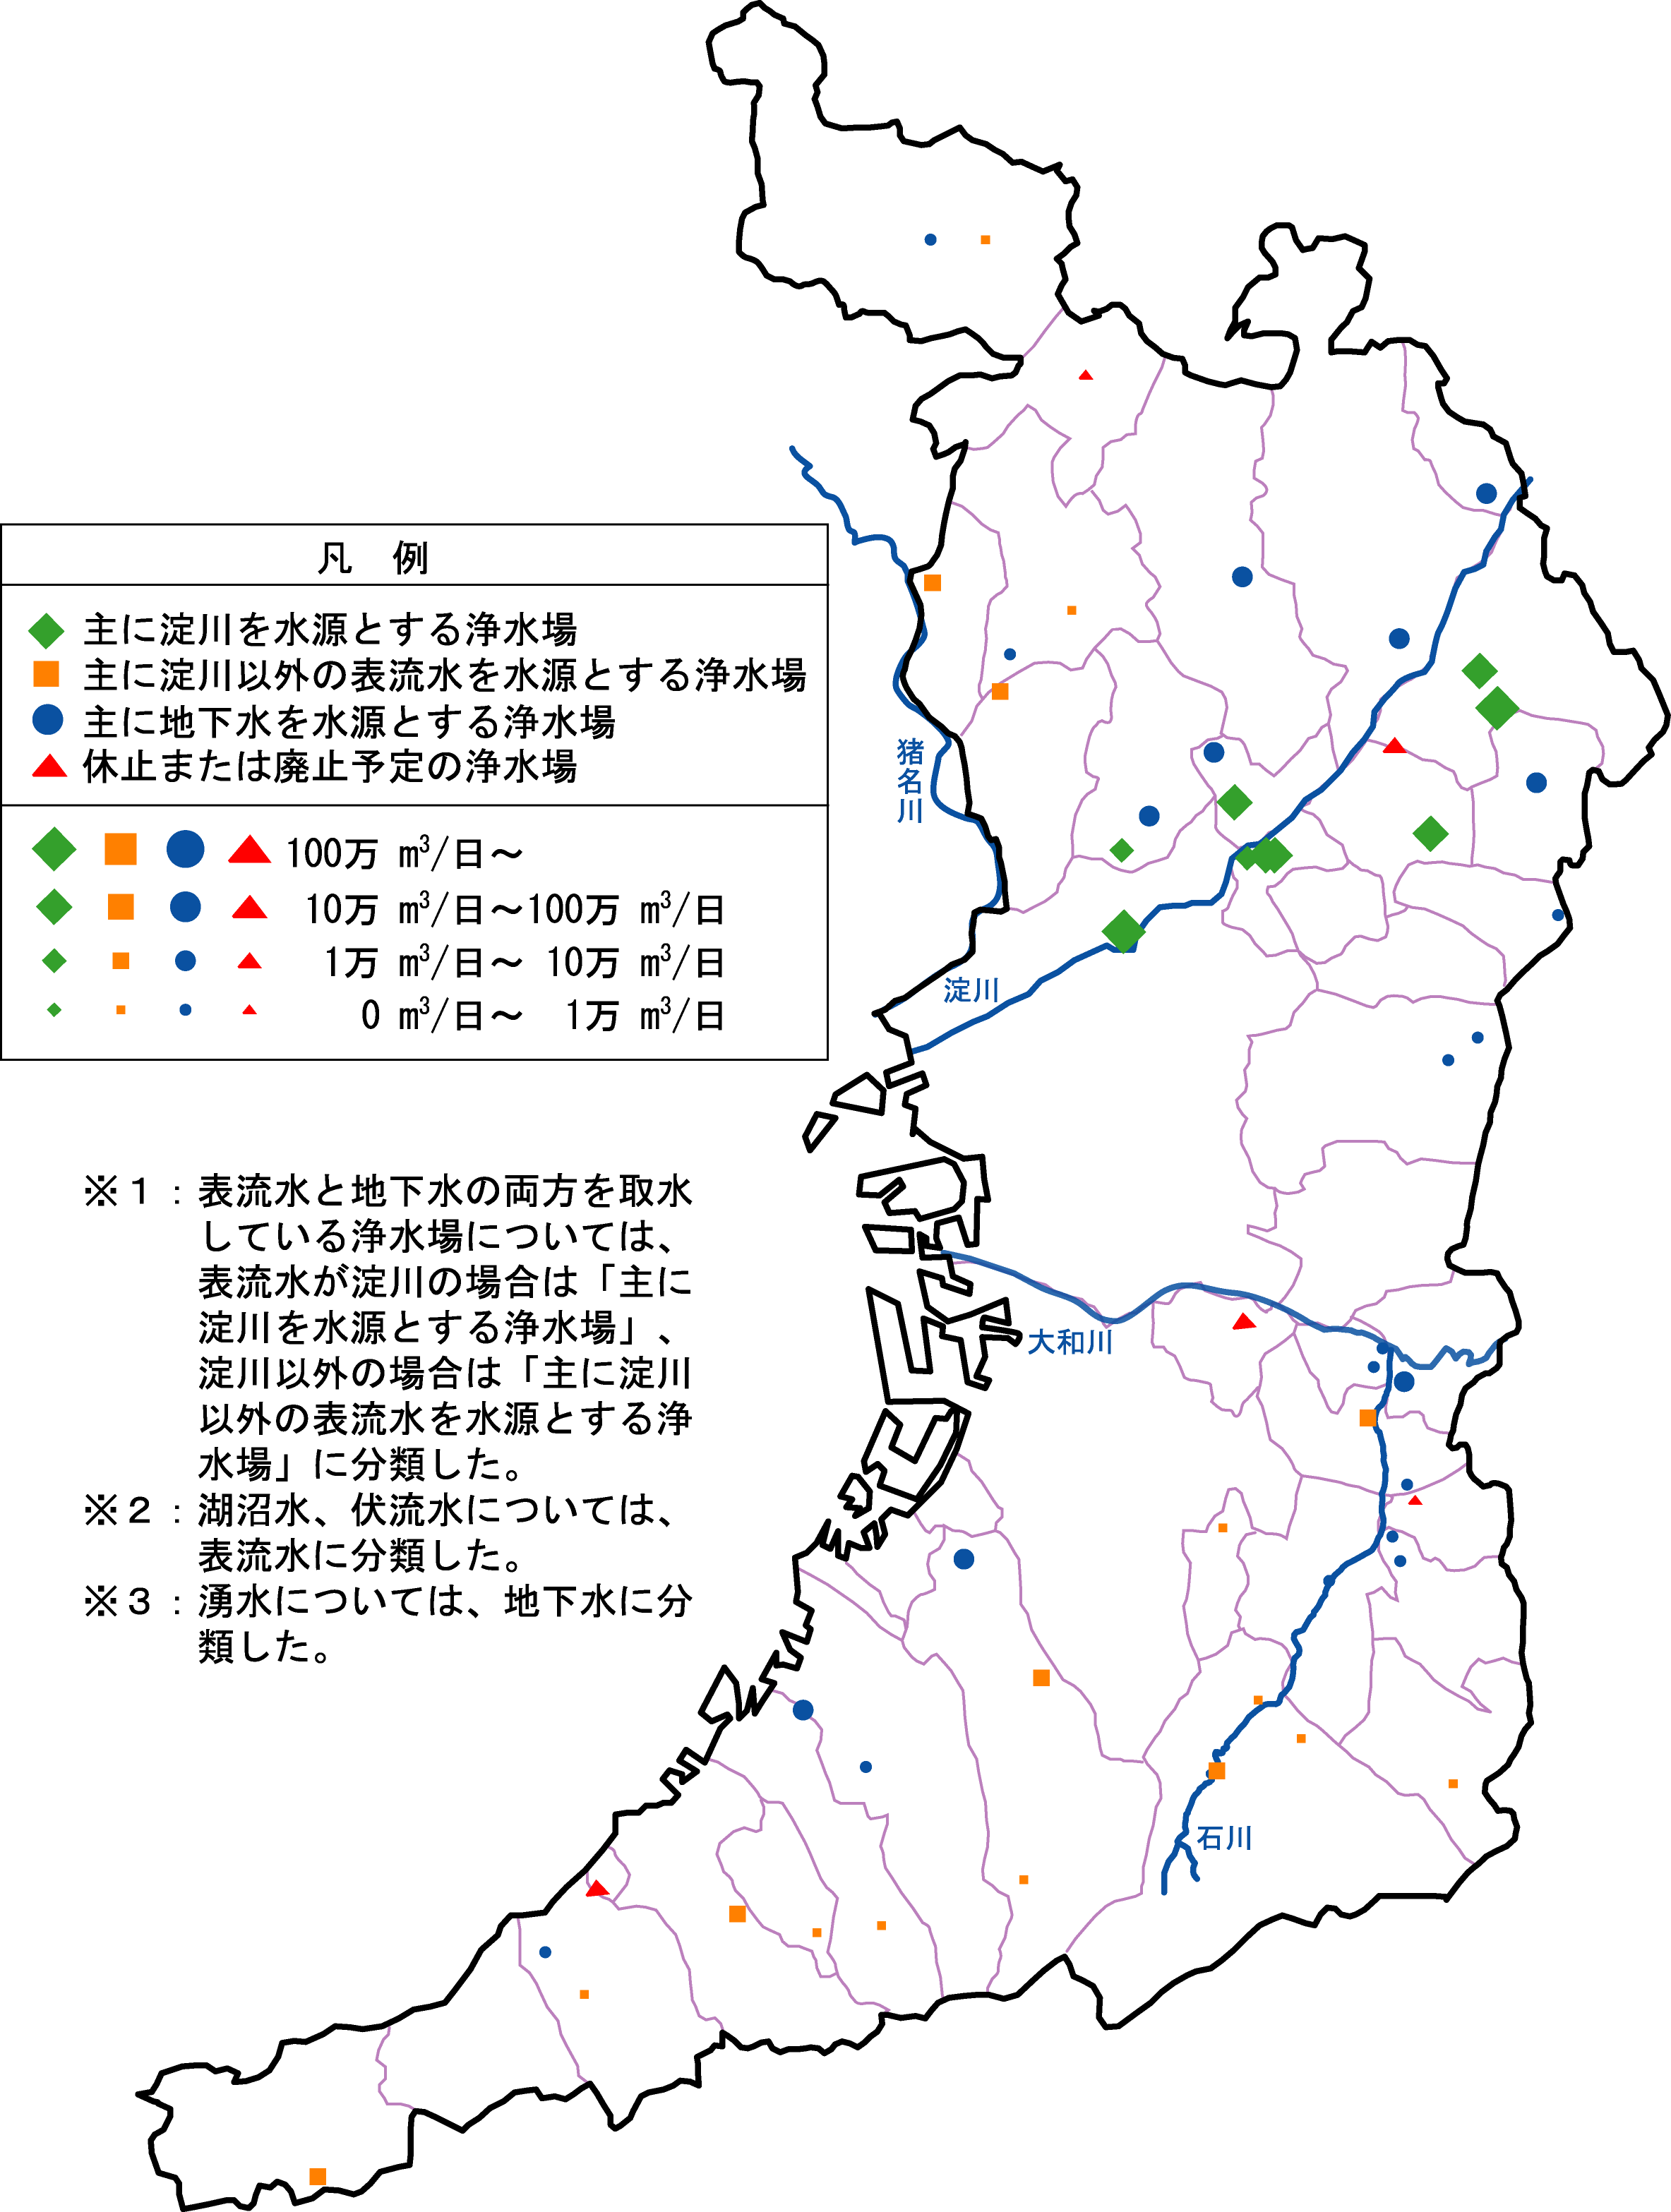 凡 例
主に淀川を水源とする浄水場
主に淀川以外の表流水を水源とする浄水場
主に地下水を水源とする浄水場
休止または廃止予定の浄水場
100万 m³/日～
10万 m³/日～100万 m³/日
1万 m³/日～ 10万 m³/日
0 m³/日～ 1万 m³/日
※１：表流水と地下水の両方を取水
している浄水場については、
表流水が淀川の場合は「主に
淀川を水源とする浄水場」、
淀川以外の場合は「主に淀川
以外の表流水を水源とする浄
水場」に分類した。
※２：湖沼水、伏流水については、
表流水に分類した。
※３：湧水については、地下水に分
類した。
猪名川
淀川
大和川
石川